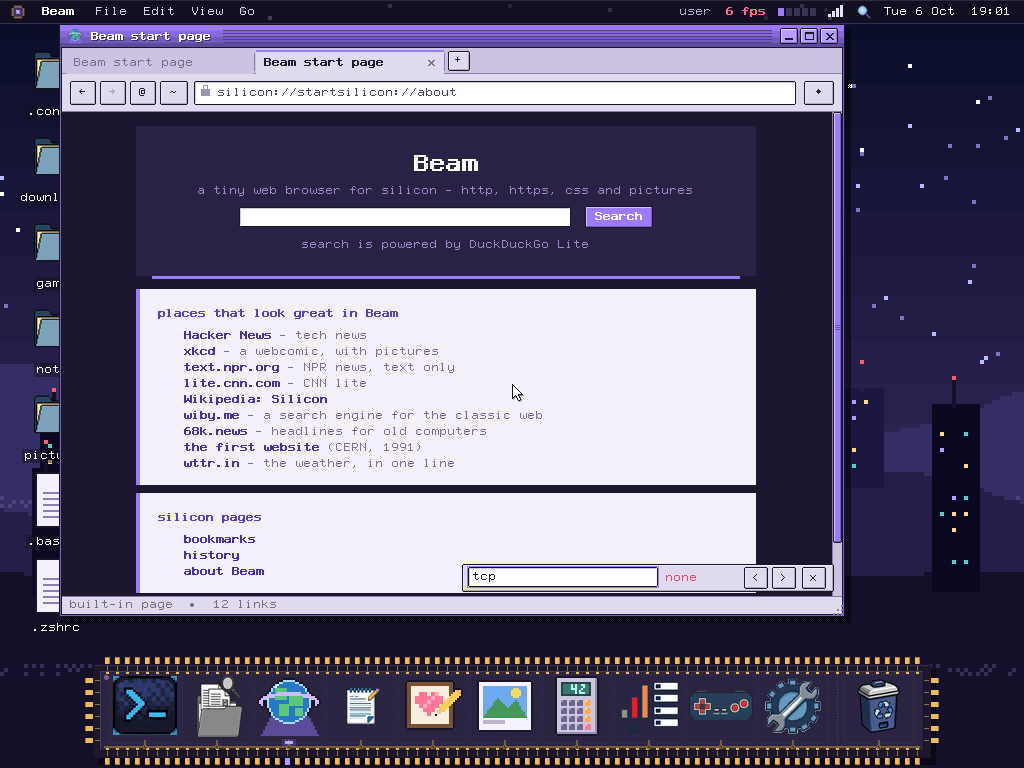 Beam File Edit View Go user 6 fps Tue 6 Oct 19:01
Beam start page
Beam start page Beam start page × +
← → @ ~ silicon://startsilicon://about
Beam
a tiny web browser for silicon - http, https, css and pictures
Search
search is powered by DuckDuckGo Lite
places that look great in Beam
Hacker News - tech news
xkcd - a webcomic, with pictures
text.npr.org - NPR news, text only
lite.cnn.com - CNN lite
Wikipedia: Silicon
wiby.me - a search engine for the classic web
68k.news - headlines for old computers
the first website (CERN, 1991)
wttr.in - the weather, in one line
silicon pages
bookmarks
history
about Beam
tcp none < > ×
built-in page • 12 links
.con
downl
gam
not
pictu
.bas
.zshrc
42